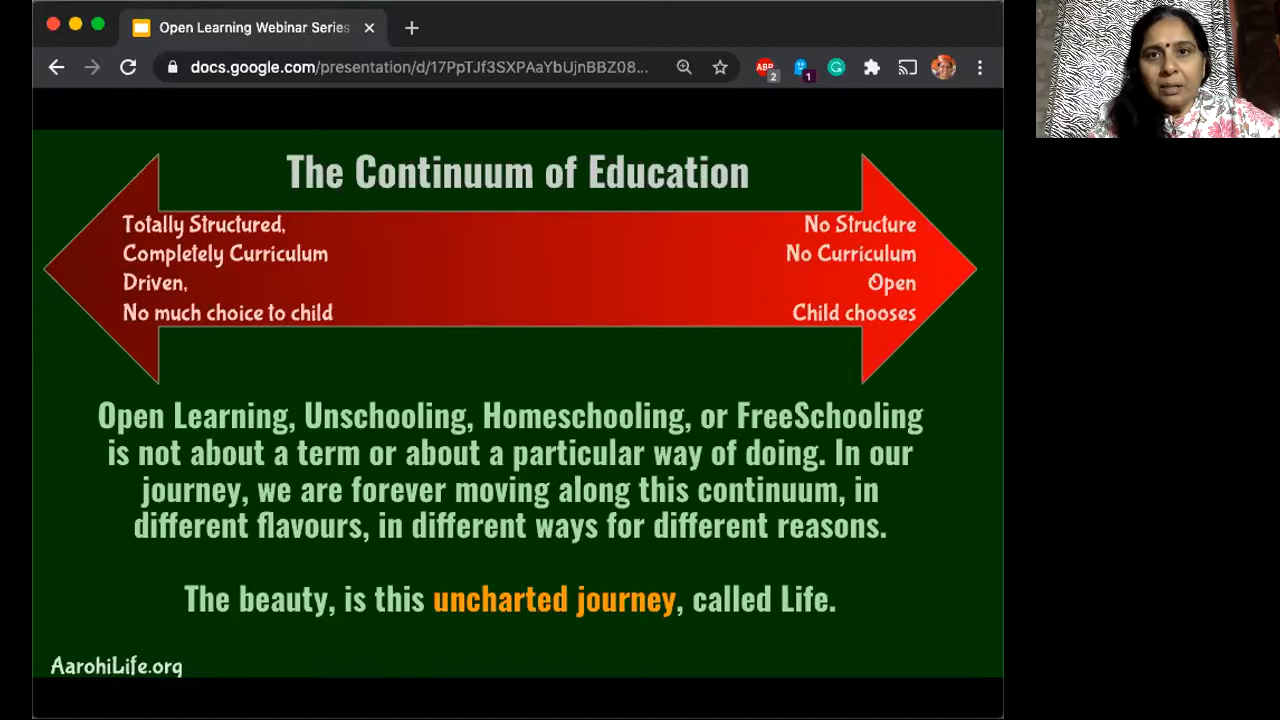 Open Learning Webinar Series
docs.google.com/presentation/d/17PpTJf3SXPAaYbUjnBBZ08...
ABP
2
1
The Continuum of Education
Totally Structured,
Completely Curriculum
Driven,
No much choice to child
No Structure
No Curriculum
Open
Child chooses
Open Learning, Unschooling, Homeschooling, or FreeSchooling
is not about a term or about a particular way of doing. In our
journey, we are forever moving along this continuum, in
different flavours, in different ways for different reasons.
The beauty, is this uncharted journey, called Life.
AarohiLife.org